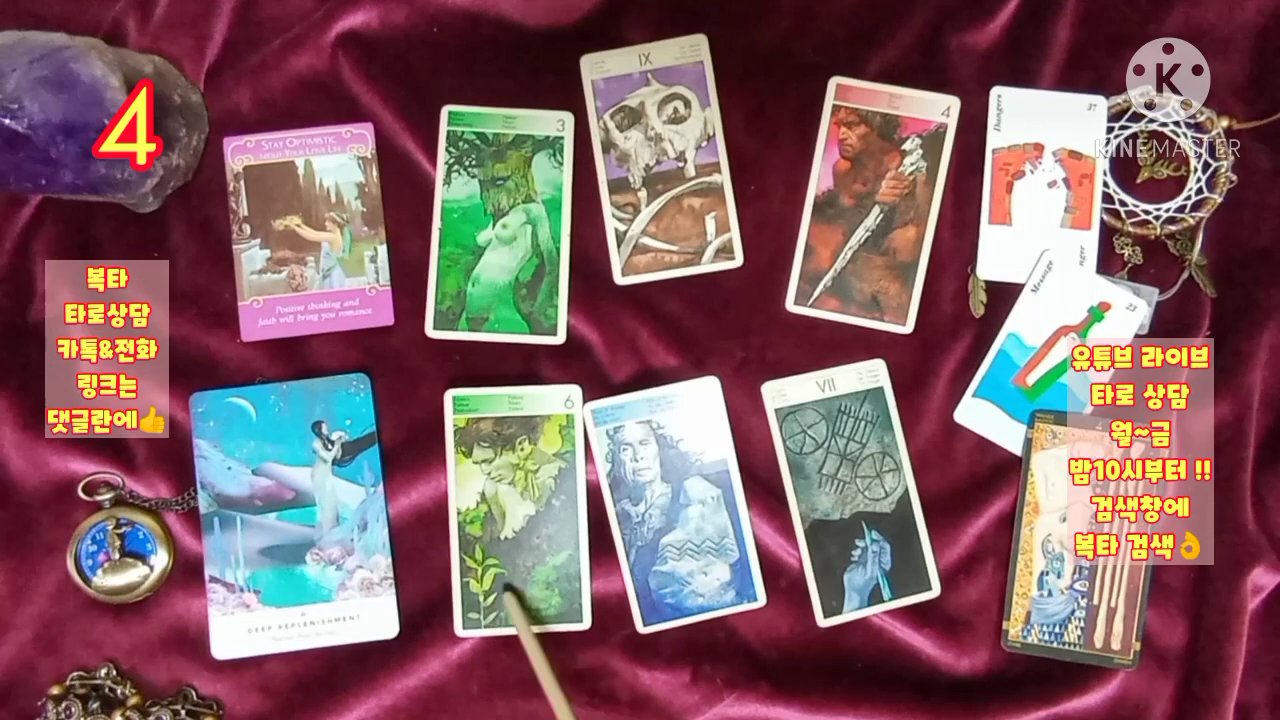 4
복타
타로상담
카톡&전화
링크는
댓글란에👍
STAY OPTIMISTIC
ABOUT YOUR LOVE LIFE
Positive thinking and
faith will bring you romance.
3
IX
4
Dangers
37
K
KINEMASTER
Message
23
유튜브 라이브
타로 상담
월~금
밤10시부터 !!
검색창에
복타 검색👌
DEEP REPLENISHMENT
6
VII